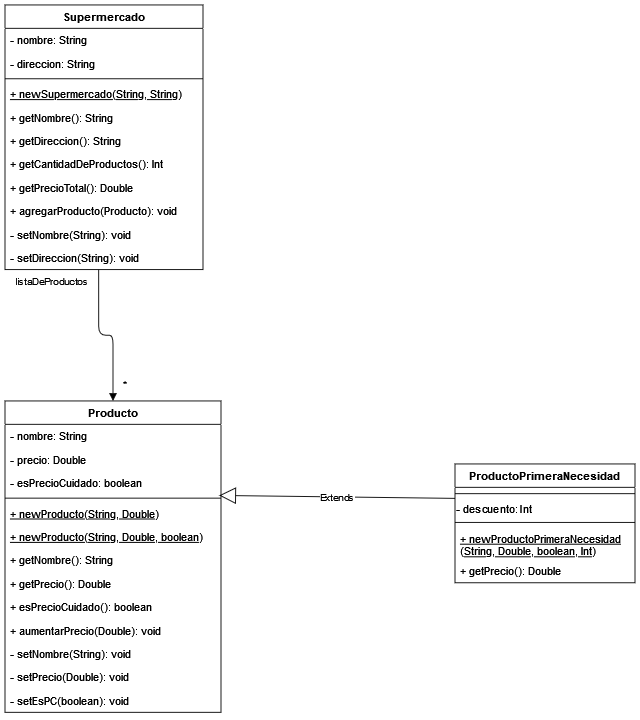 Supermercado
- nombre: String
- direccion: String
+ newSupermercado(String, String)
+ getNombre(): String
+ getDireccion(): String
+ getCantidadDeProductos(): Int
+ getPrecioTotal(): Double
+ agregarProducto(Producto): void
- setNombre(String): void
- setDireccion(String): void
listaDeProductos
*
Producto
- nombre: String
- precio: Double
- esPrecioCuidado: boolean
+ newProducto(String, Double)
+ newProducto(String, Double, boolean)
+ getNombre(): String
+ getPrecio(): Double
+ esPrecioCuidado(): boolean
+ aumentarPrecio(Double): void
- setNombre(String): void
- setPrecio(Double): void
- setEsPC(boolean): void
Extends
ProductoPrimeraNecesidad
- descuento: Int
+ newProductoPrimeraNecesidad
(String, Double, boolean, Int)
+ getPrecio(): Double